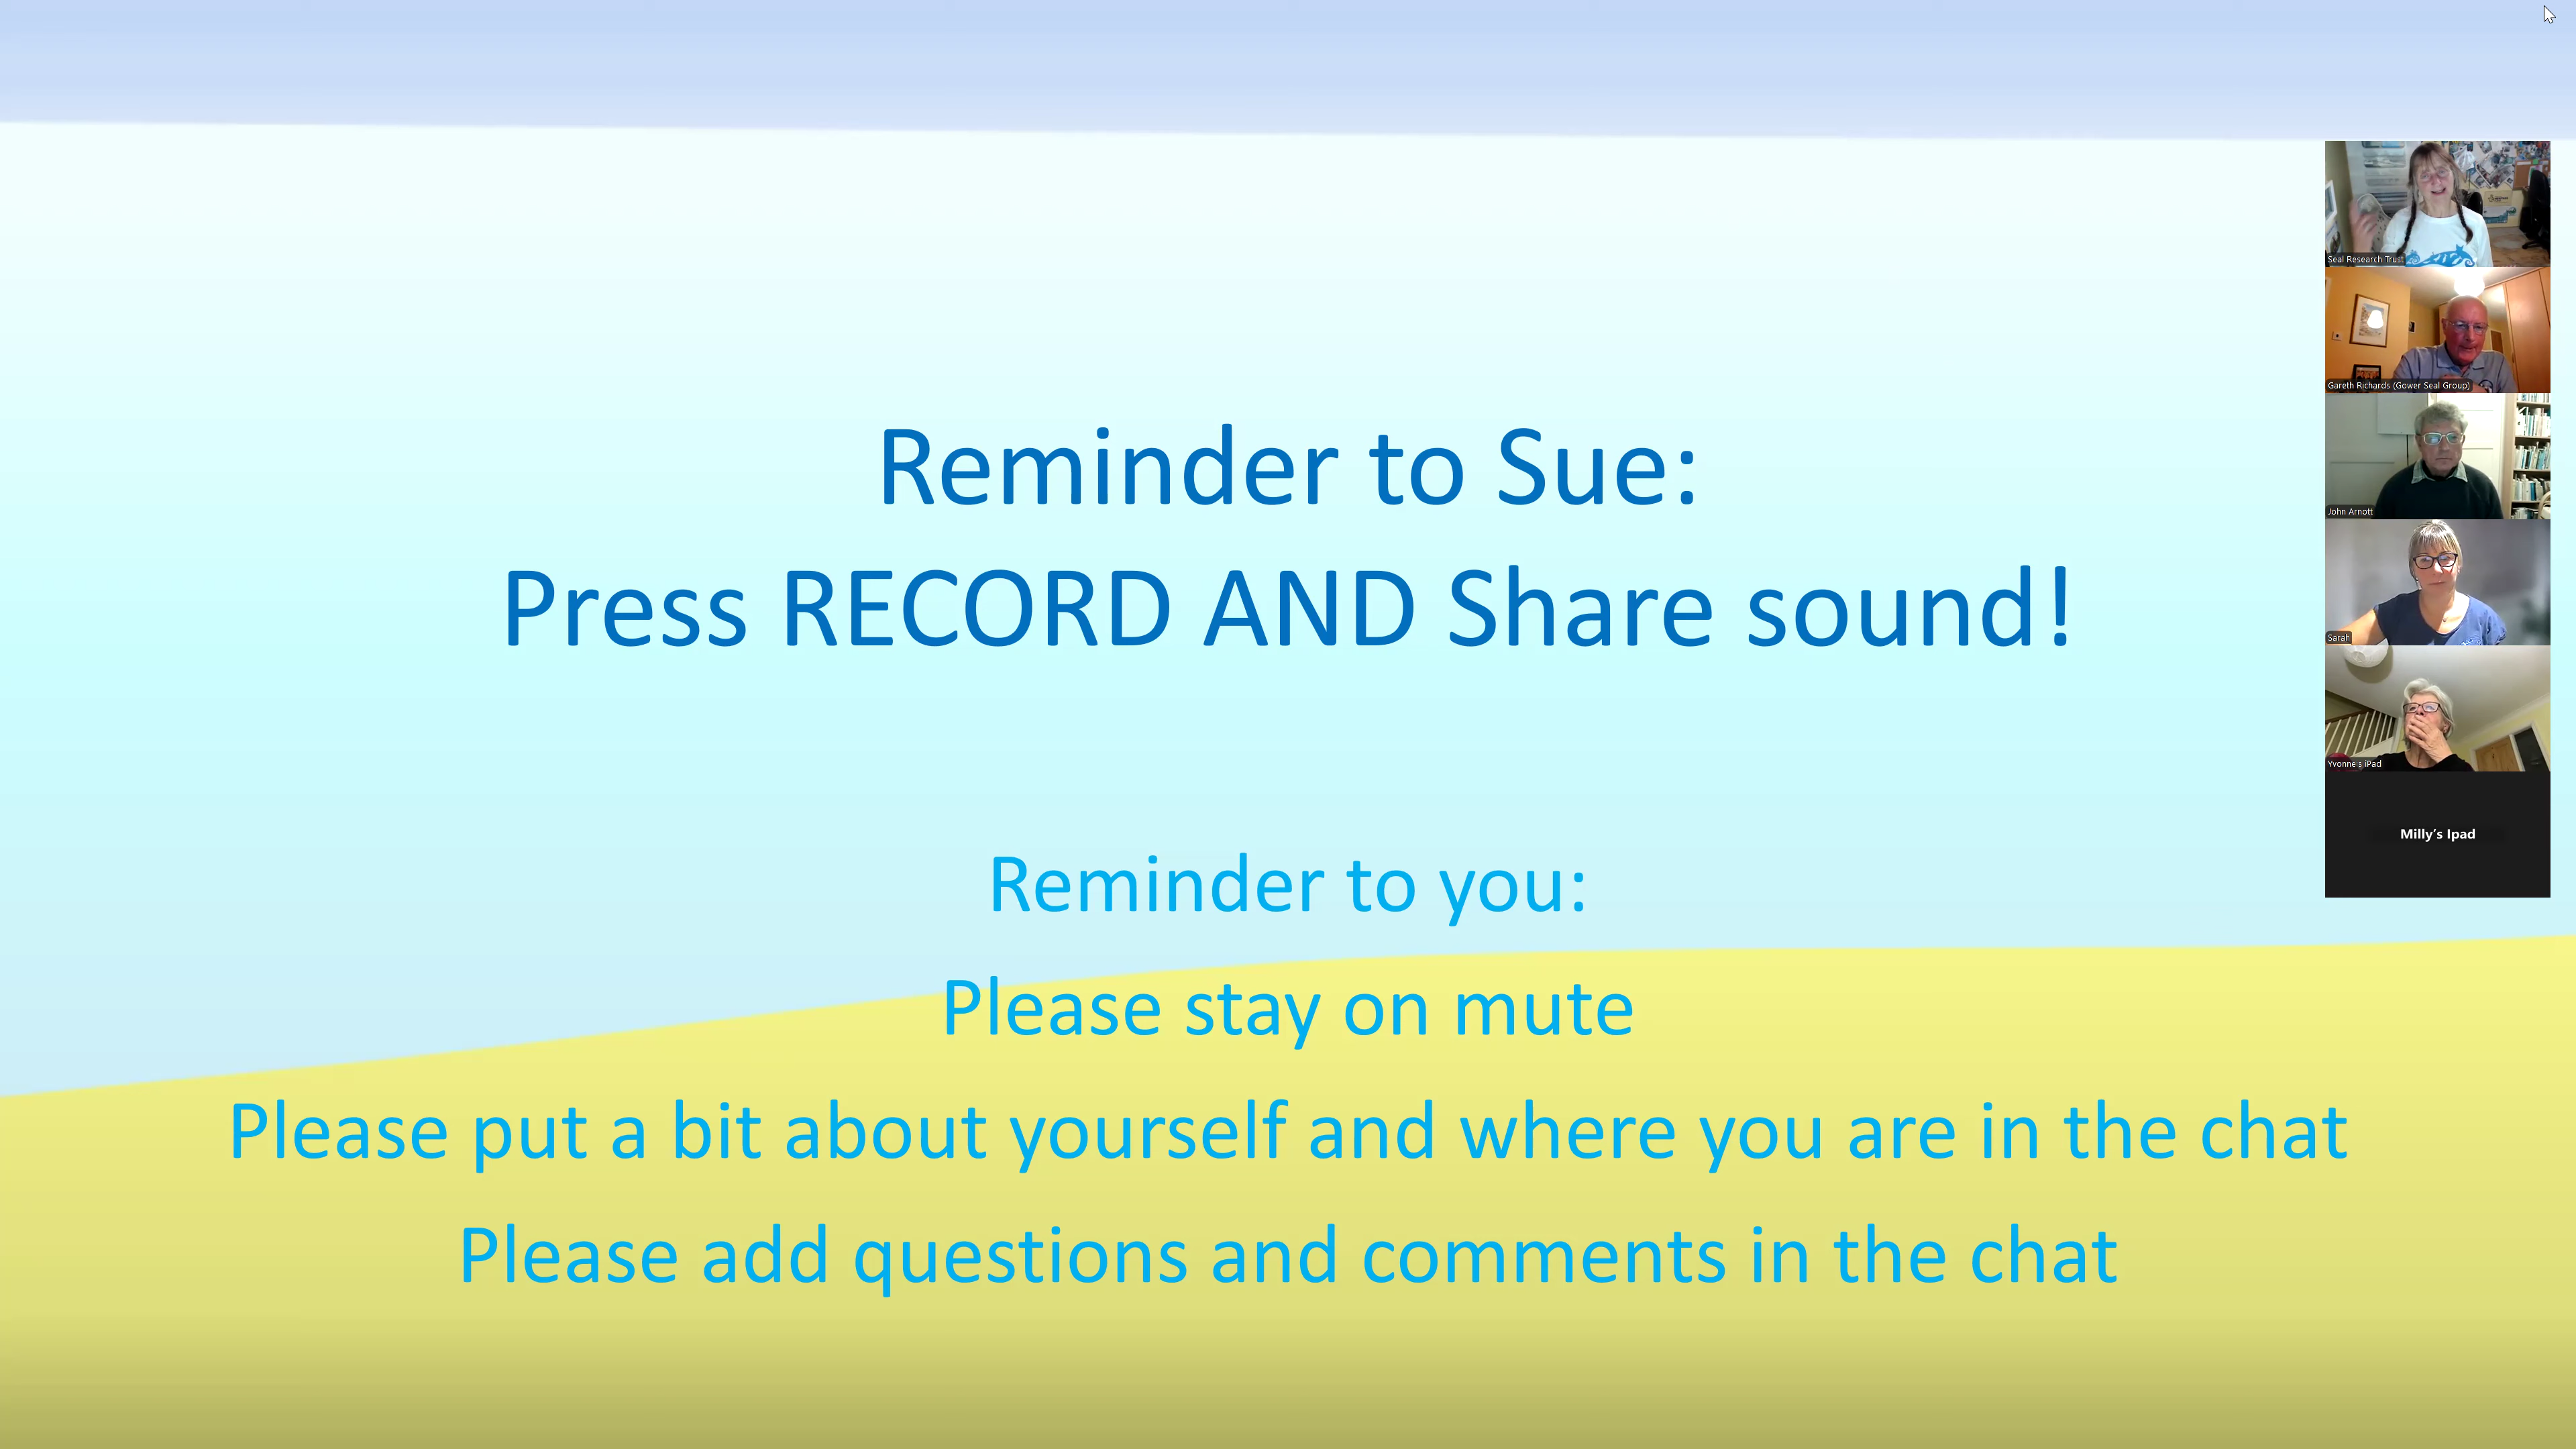 Reminder to Sue:
Press RECORD AND Share sound!
Reminder to you:
Please stay on mute
Please put a bit about yourself and where you are in the chat
Please add questions and comments in the chat
Seal Research Trust
Gareth Richards (Gower Seal Group)
John Arnott
Sarah
Yvonne's iPad
Milly's Ipad